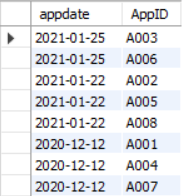 appdate AppID
2021-01-25 A003
2021-01-25 A006
2021-01-22 A002
2021-01-22 A005
2021-01-22 A008
2020-12-12 A001
2020-12-12 A004
2020-12-12 A007